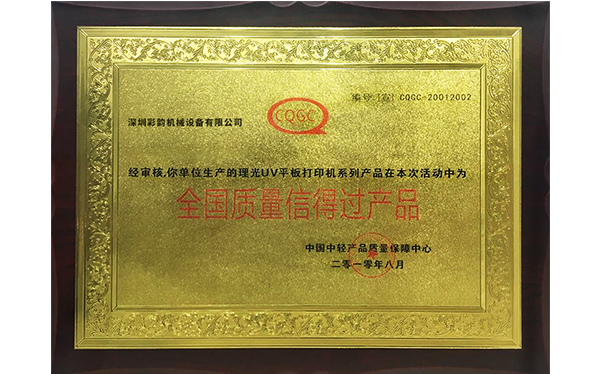 编号:(深) CQGC-20012002
CQGC
深圳彩韵机械设备有限公司
经审核,你单位生产的理光UV平板打印机系列产品在本次活动中为
全国质量信得过产品
中国中轻产品质量保障中心
二零一零年八月